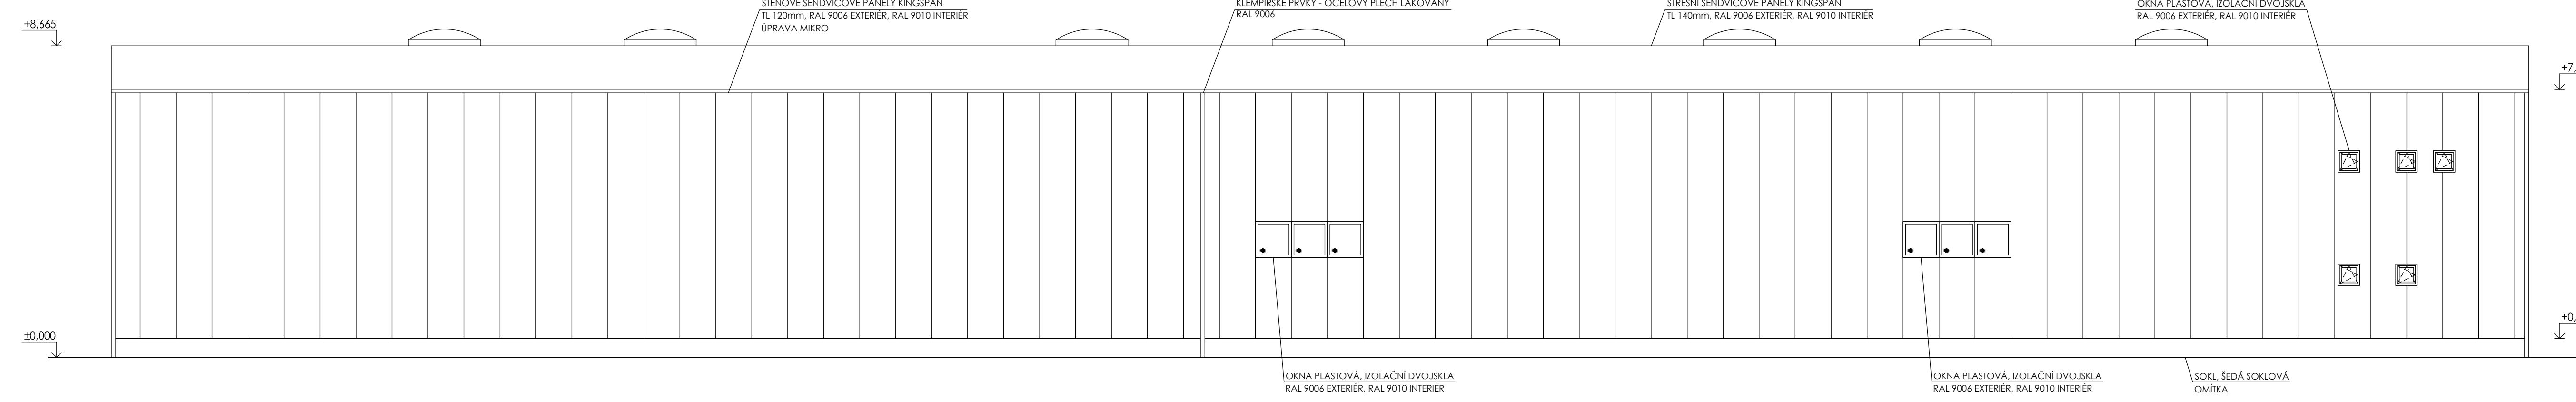 STĚNOVÉ SENDVIČOVÉ PANELY KINGSPAN
TL 120mm, RAL 9006 EXTERIÉR, RAL 9010 INTERIÉR
ÚPRAVA MIKRO
KLEMPÍŘSKÉ PRVKY - OCELOVÝ PLECH LAKOVANÝ
RAL 9006
STŘEŠNÍ SENDVIČOVÉ PANELY KINGSPAN
TL 140mm, RAL 9006 EXTERIÉR, RAL 9010 INTERIÉR
OKNA PLASTOVÁ, IZOLAČNÍ DVOJSKLA
RAL 9006 EXTERIÉR, RAL 9010 INTERIÉR
+8,665
+7,
±0,000
+0,
OKNA PLASTOVÁ, IZOLAČNÍ DVOJSKLA
RAL 9006 EXTERIÉR, RAL 9010 INTERIÉR
OKNA PLASTOVÁ, IZOLAČNÍ DVOJSKLA
RAL 9006 EXTERIÉR, RAL 9010 INTERIÉR
SOKL, ŠEDÁ SOKLOVÁ
OMÍTKA